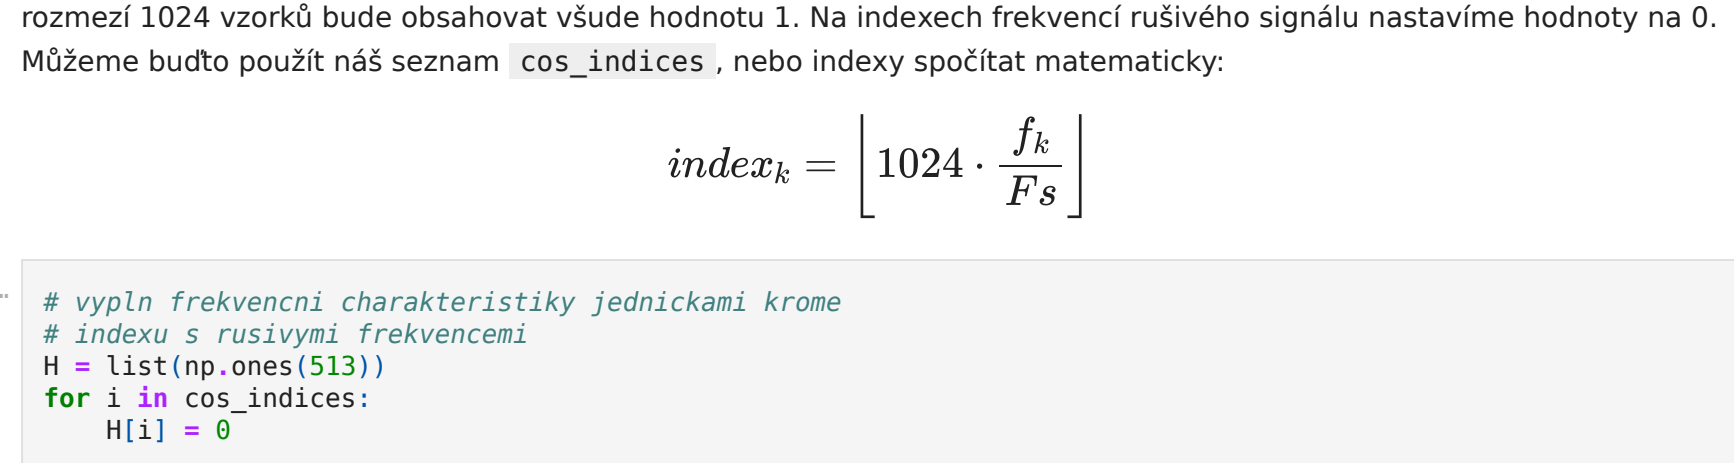 rozmezí 1024 vzorků bude obsahovat všude hodnotu 1. Na indexech frekvencí rušivého signálu nastavíme hodnoty na 0.
Můžeme buďto použít náš seznam cos_indices , nebo indexy spočítat matematicky:
index_k = ⌊1024 · f_k / Fs⌋
# vypln frekvencni charakteristiky jednickami krome
# indexu s rusivymi frekvencemi
H = list(np.ones(513))
for i in cos_indices:
    H[i] = 0